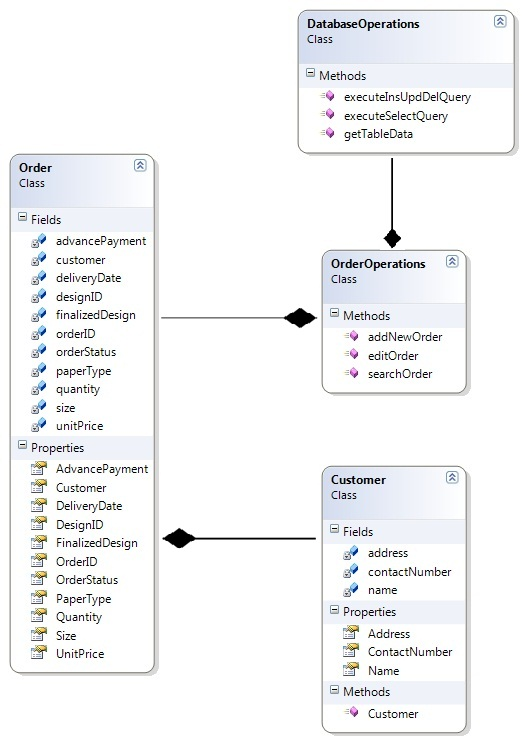 DatabaseOperations
Class
Methods
executeInsUpdDelQuery
executeSelectQuery
getTableData
Order
Class
Fields
advancePayment
customer
deliveryDate
designID
finalizedDesign
orderID
orderStatus
paperType
quantity
size
unitPrice
Properties
AdvancePayment
Customer
DeliveryDate
DesignID
FinalizedDesign
OrderID
OrderStatus
PaperType
Quantity
Size
UnitPrice
OrderOperations
Class
Methods
addNewOrder
editOrder
searchOrder
Customer
Class
Fields
address
contactNumber
name
Properties
Address
ContactNumber
Name
Methods
Customer